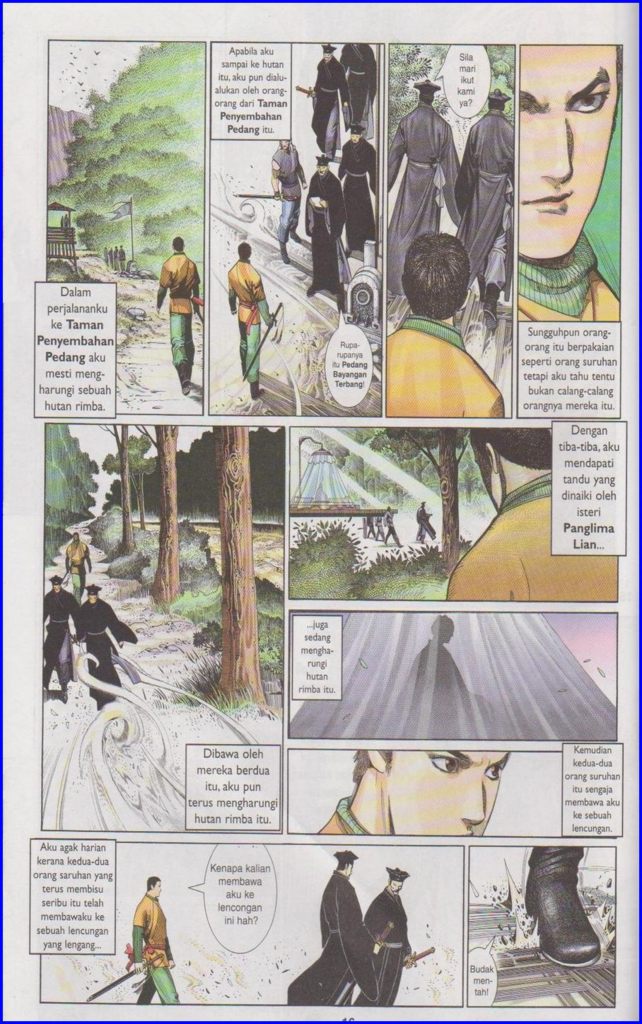 Dalam
perjalananku
ke Taman
Penyembahan
Pedang aku
mesti meng-
harungi sebuah
hutan rimba.
Apabila aku
sampai ke hutan
itu, aku pun dialu-
alukan oleh orang-
orang dari Taman
Penyembahan
Pedang itu.
Rupa-
rupanya
itu Pedang
Bayangan
Terbang!
Sila
mari
ikut
kami
ya?
Sungguhpun orang-
orang itu berpakaian
seperti orang suruhan
tetapi aku tahu tentu
bukan calang-calang
orangnya mereka itu.
Dibawa oleh
mereka berdua
itu, aku pun
terus mengharungi
hutan rimba itu.
Dengan
tiba-tiba, aku
mendapati
tandu yang
dinaiki oleh
isteri
Panglima
Lian...
...juga
sedang
mengha-
rungi
hutan
rimba itu.
Kemudian
kedua-dua
orang suruhan
itu sengaja
membawa aku
ke sebuah
lencungan.
Aku agak harian
kerana kedua-dua
orang saruhan yang
terus membisu
seribu itu telah
membawaku ke
sebuah lencungan
yang lengang...
Kenapa kalian
membawa
aku ke
lencongan
ini hah?
Budak
men-
tah!